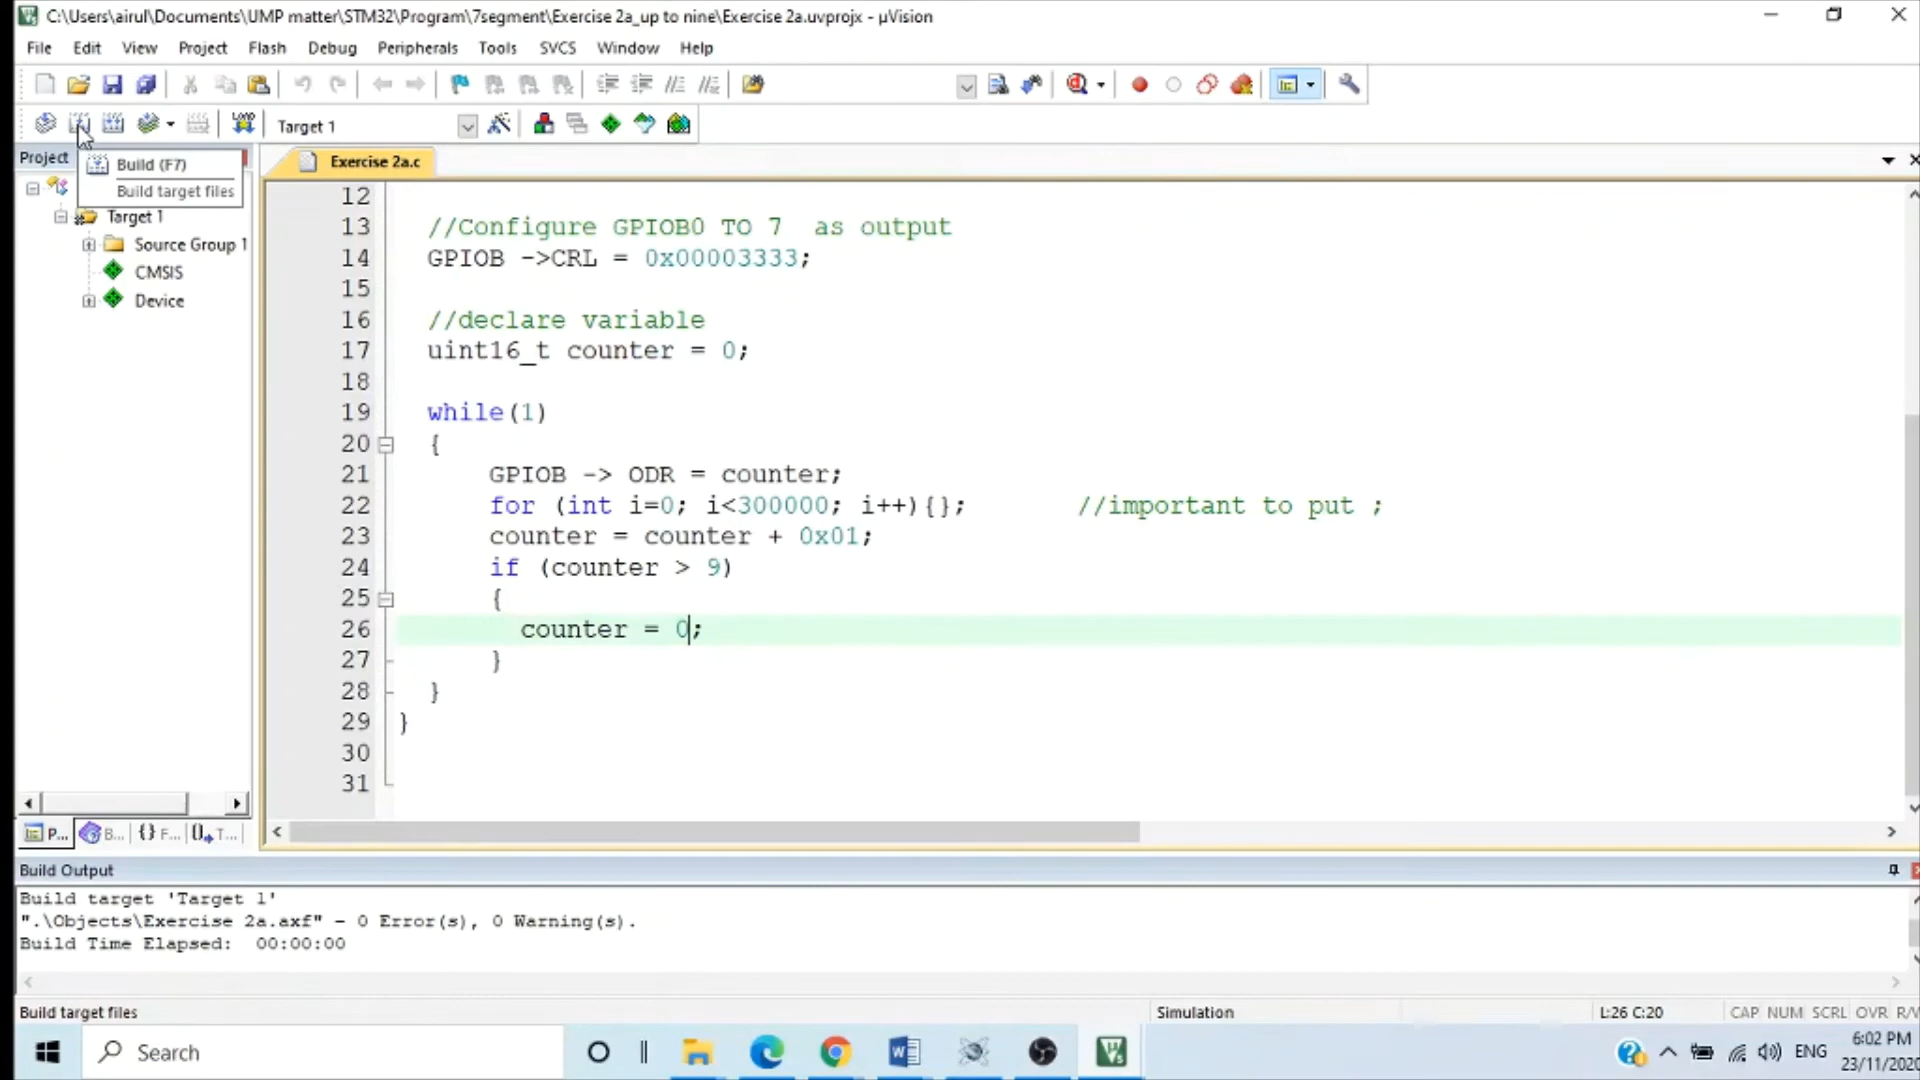 C:\Users\airul\Documents\UMP matter\STM32\Program\7segment\Exercise 2a_up to nine\Exercise 2a.uvprojx - µVision
File Edit View Project Flash Debug Peripherals Tools SVCS Window Help
LOAD Target 1
Project
Build (F7)
Build target files
Target 1
Source Group 1
CMSIS
Device
P... B... {} F... T...
Exercise 2a.c
12
13 //Configure GPIOB0 TO 7  as output
14 GPIOB ->CRL = 0x00003333;
15
16 //declare variable
17 uint16_t counter = 0;
18
19 while(1)
20 {
21 GPIOB -> ODR = counter;
22 for (int i=0; i<300000; i++){}; //important to put ;
23 counter = counter + 0x01;
24 if (counter > 9)
25 {
26 counter = 0;
27 }
28 }
29 }
30
31
Build Output
Build target 'Target 1'
".\Objects\Exercise 2a.axf" - 0 Error(s), 0 Warning(s).
Build Time Elapsed:  00:00:00
Build target files Simulation L:26 C:20 CAP NUM SCRL OVR R/W
Search ENG 6:02 PM
23/11/2020